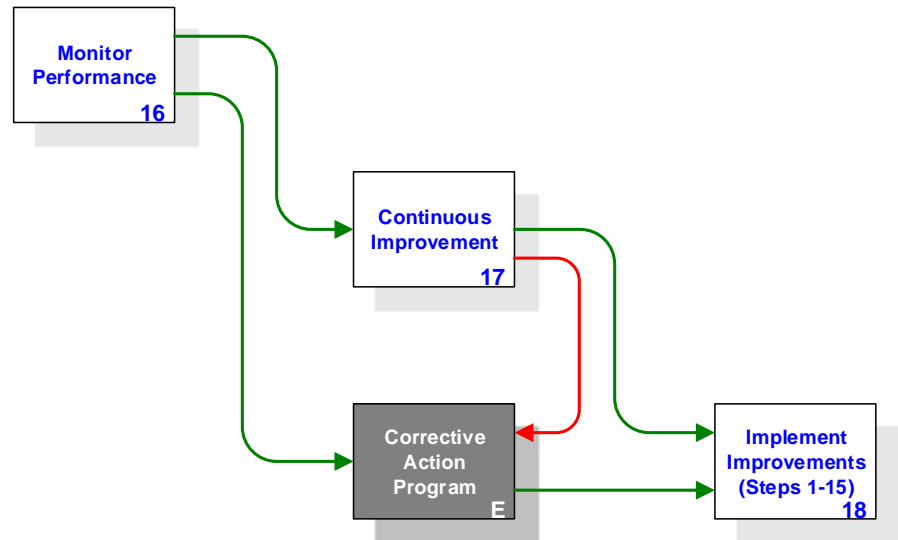 Monitor
Performance
16
Continuous
Improvement
17
Corrective
Action
Program
E
Implement
Improvements
(Steps 1-15)
18